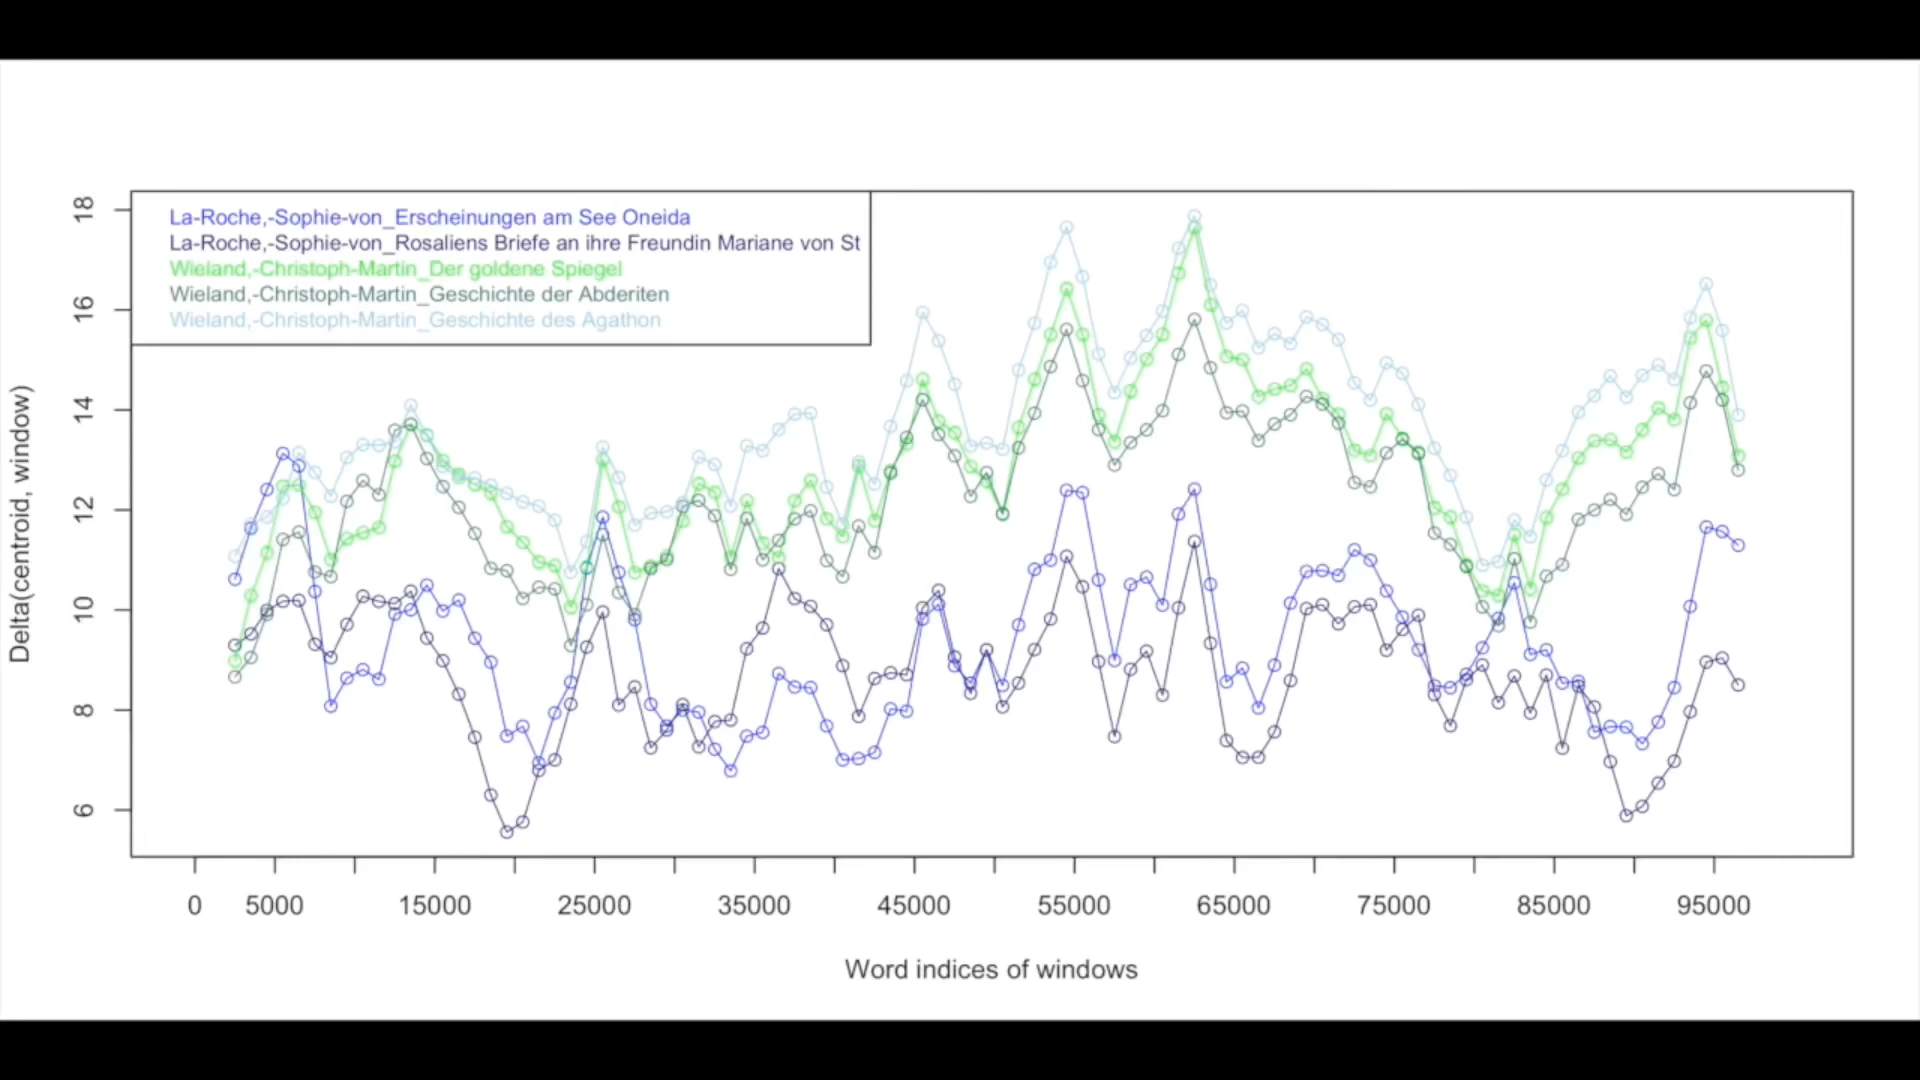 La-Roche,-Sophie-von_Erscheinungen am See Oneida
La-Roche,-Sophie-von_Rosaliens Briefe an ihre Freundin Mariane von St
Wieland,-Christoph-Martin_Der goldene Spiegel
Wieland,-Christoph-Martin_Geschichte der Abderiten
Wieland,-Christoph-Martin_Geschichte des Agathon
Delta(centroid, window)
18
16
14
12
10
8
6
0 5000 15000 25000 35000 45000 55000 65000 75000 85000 95000
Word indices of windows